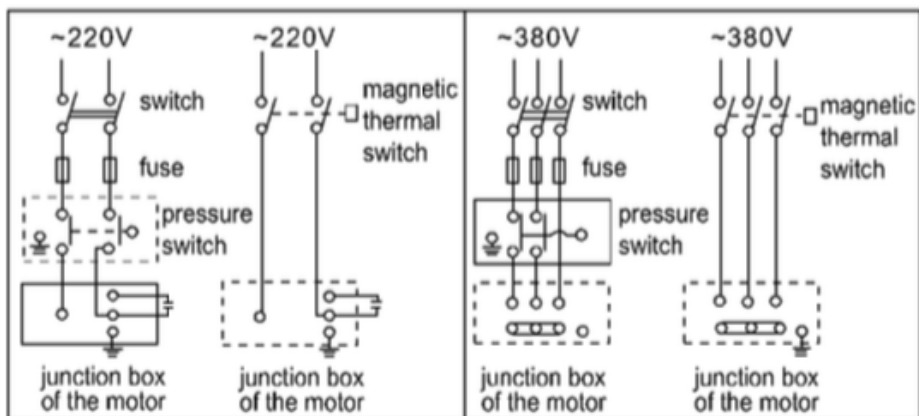 ~220V
switch
fuse
pressure
switch
junction box
of the motor
~220V
magnetic
thermal
switch
junction box
of the motor
~380V
switch
fuse
pressure
switch
junction box
of the motor
~380V
magnetic
thermal
switch
junction box
of the motor